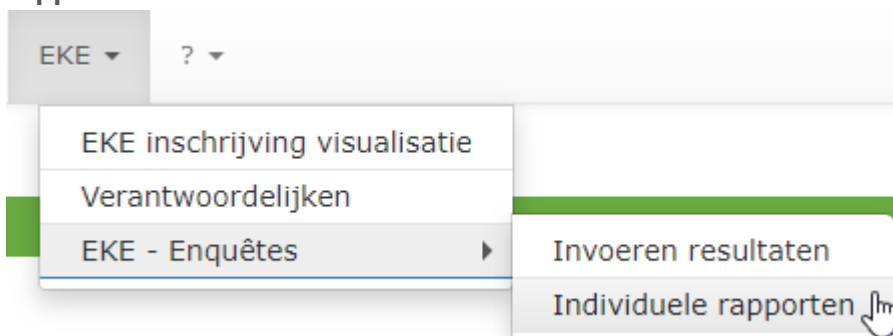 EKE ?
EKE inschrijving visualisatie
Verantwoordelijken
EKE - Enquêtes
Invoeren resultaten
Individuele rapporten